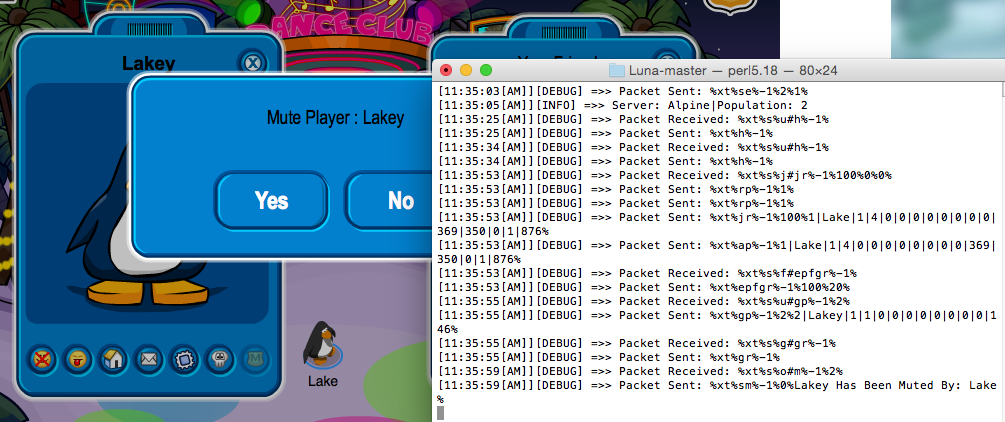 DANCE CLUB
Lakey
Mute Player : Lakey
Yes
No
Lake
M
Luna-master — perl5.18 — 80×24
[11:35:03[AM]][DEBUG] =>> Packet Sent: %xt%se%-1%2%1%
[11:35:05[AM]][INFO] =>> Server: Alpine|Population: 2
[11:35:25[AM]][DEBUG] =>> Packet Received: %xt%s%u#h%-1%
[11:35:25[AM]][DEBUG] =>> Packet Sent: %xt%h%-1%
[11:35:34[AM]][DEBUG] =>> Packet Received: %xt%s%u#h%-1%
[11:35:34[AM]][DEBUG] =>> Packet Sent: %xt%h%-1%
[11:35:53[AM]][DEBUG] =>> Packet Received: %xt%s%j#jr%-1%100%0%0%
[11:35:53[AM]][DEBUG] =>> Packet Sent: %xt%rp%-1%1%
[11:35:53[AM]][DEBUG] =>> Packet Sent: %xt%rp%-1%1%
[11:35:53[AM]][DEBUG] =>> Packet Sent: %xt%jr%-1%100%1|Lake|1|4|0|0|0|0|0|0|0|0|
369|350|0|1|876%
[11:35:53[AM]][DEBUG] =>> Packet Sent: %xt%ap%-1%1|Lake|1|4|0|0|0|0|0|0|0|0|369|
350|0|1|876%
[11:35:53[AM]][DEBUG] =>> Packet Received: %xt%s%f#epfgr%-1%
[11:35:53[AM]][DEBUG] =>> Packet Sent: %xt%epfgr%-1%100%20%
[11:35:55[AM]][DEBUG] =>> Packet Received: %xt%s%u#gp%-1%2%
[11:35:55[AM]][DEBUG] =>> Packet Sent: %xt%gp%-1%2%2|Lakey|1|1|0|0|0|0|0|0|0|0|1
46%
[11:35:55[AM]][DEBUG] =>> Packet Received: %xt%s%g#gr%-1%
[11:35:55[AM]][DEBUG] =>> Packet Sent: %xt%gr%-1%
[11:35:59[AM]][DEBUG] =>> Packet Received: %xt%s%o#m%-1%2%
[11:35:59[AM]][DEBUG] =>> Packet Sent: %xt%sm%-1%0%Lakey Has Been Muted By: Lake
%